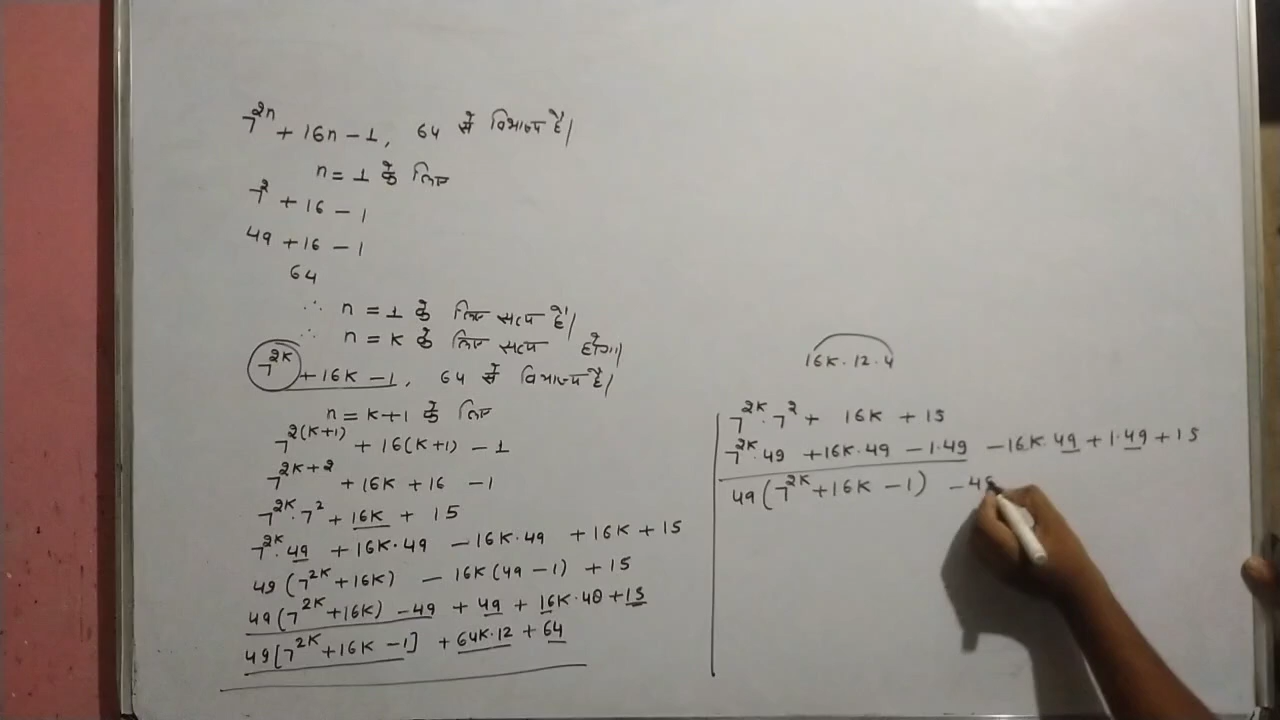 7^{2n} + 16n - 1, 64 से विभाज्य है।
n = 1 के लिए
7^2 + 16 - 1
49 + 16 - 1
64
∴ n = 1 के लिए सत्य है।
∴ n = K के लिए सत्य होगा।
7^{2K} + 16K - 1, 64 से विभाज्य है।
n = K+1 के लिए
7^{2(K+1)} + 16(K+1) - 1
7^{2K+2} + 16K + 16 - 1
7^{2K}·7^2 + 16K + 15
7^{2K}·49 + 16K·49 - 16K·49 + 16K + 15
49(7^{2K} + 16K) - 16K(49 - 1) + 15
49(7^{2K} + 16K) - 49 + 49 + 16K·48 + 15
49[7^{2K} + 16K - 1] + 64K·12 + 64
16K·12·4
7^{2K}·7^2 + 16K + 15
7^{2K}·49 + 16K·49 - 1·49 - 16K·49 + 1·49 + 15
49(7^{2K} + 16K - 1) - 48